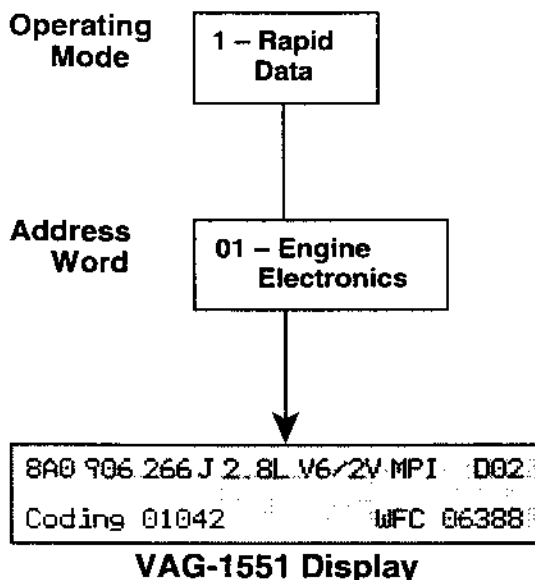 Operating
Mode
1 – Rapid
Data
Address
Word
01 – Engine
Electronics
8A0 906 266 J 2.8L V6/2V MPI D02
Coding 01042 WFC 06388
VAG-1551 Display